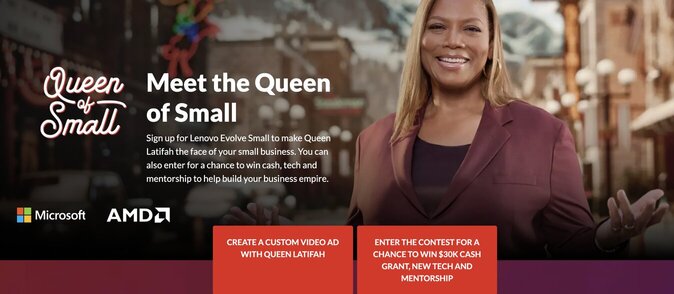 Queen
of
Small
Meet the Queen
of Small
Sign up for Lenovo Evolve Small to make Queen
Latifah the face of your small business. You can
also enter for a chance to win cash, tech and
mentorship to help build your business empire.
Microsoft
AMD
CREATE A CUSTOM VIDEO AD
WITH QUEEN LATIFAH
ENTER THE CONTEST FOR A
CHANCE TO WIN $30K CASH
GRANT, NEW TECH AND
MENTORSHIP